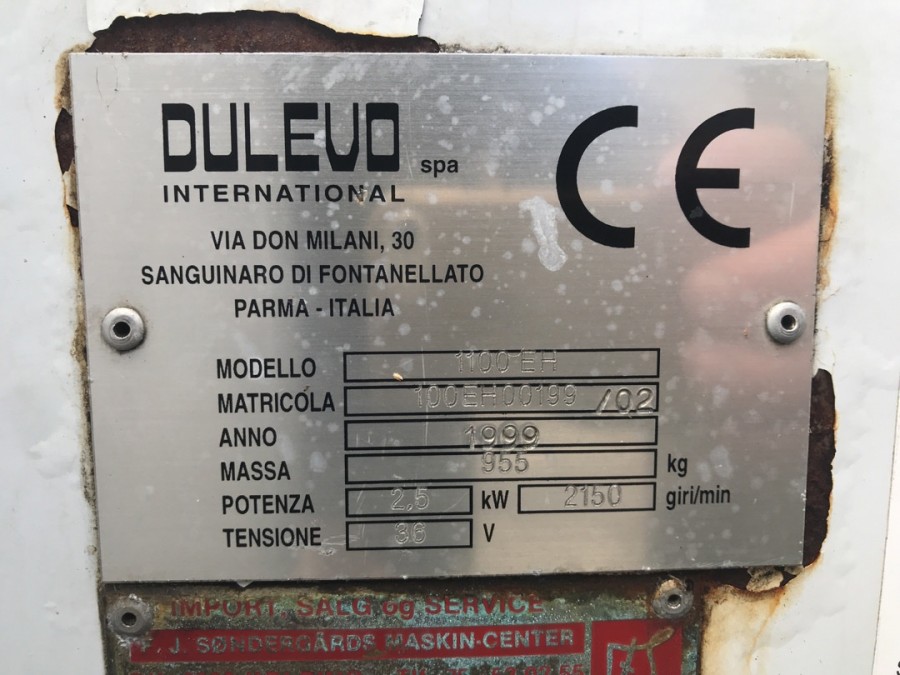 DULEVO spa
INTERNATIONAL
CE
VIA DON MILANI, 30
SANGUINARO DI FONTANELLATO
PARMA - ITALIA
MODELLO 1100 EH
MATRICOLA 100EH00199 /02
ANNO 1999
MASSA 955 kg
POTENZA 2,5 kW 2150 giri/min
TENSIONE 36 V
IMPORT, SALG og SERVICE
F. J. SØNDERGÅRDS MASKIN-CENTER